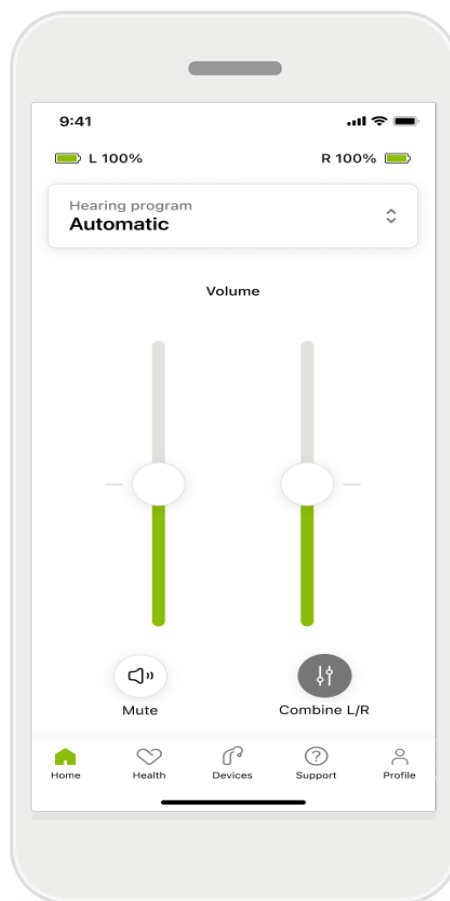 9:41
L 100% R 100%
Hearing program
Automatic
Volume
Mute Combine L/R
Home Health Devices Support Profile